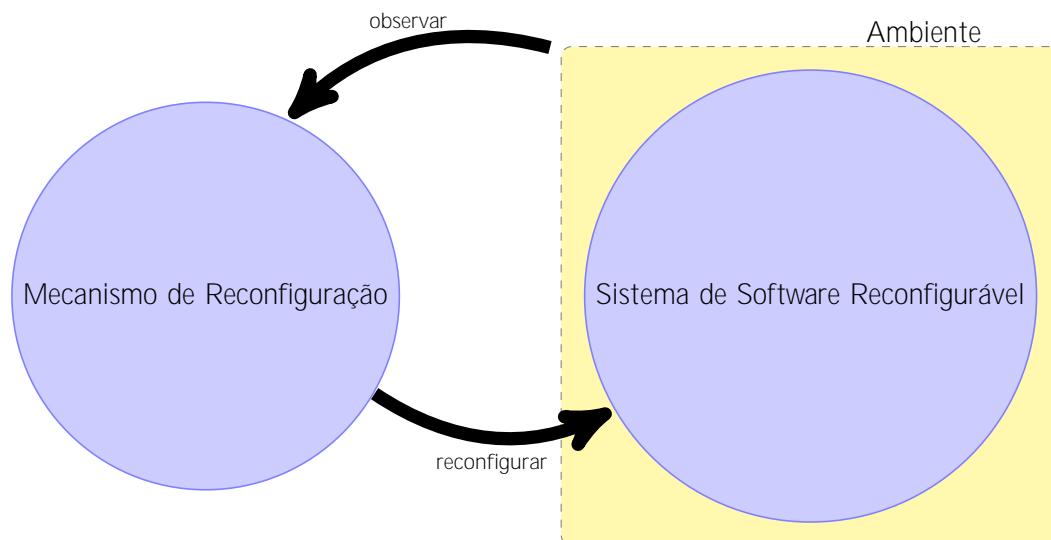 observar
Ambiente
Mecanismo de Reconfiguração
Sistema de Software Reconfigurável
reconfigurar